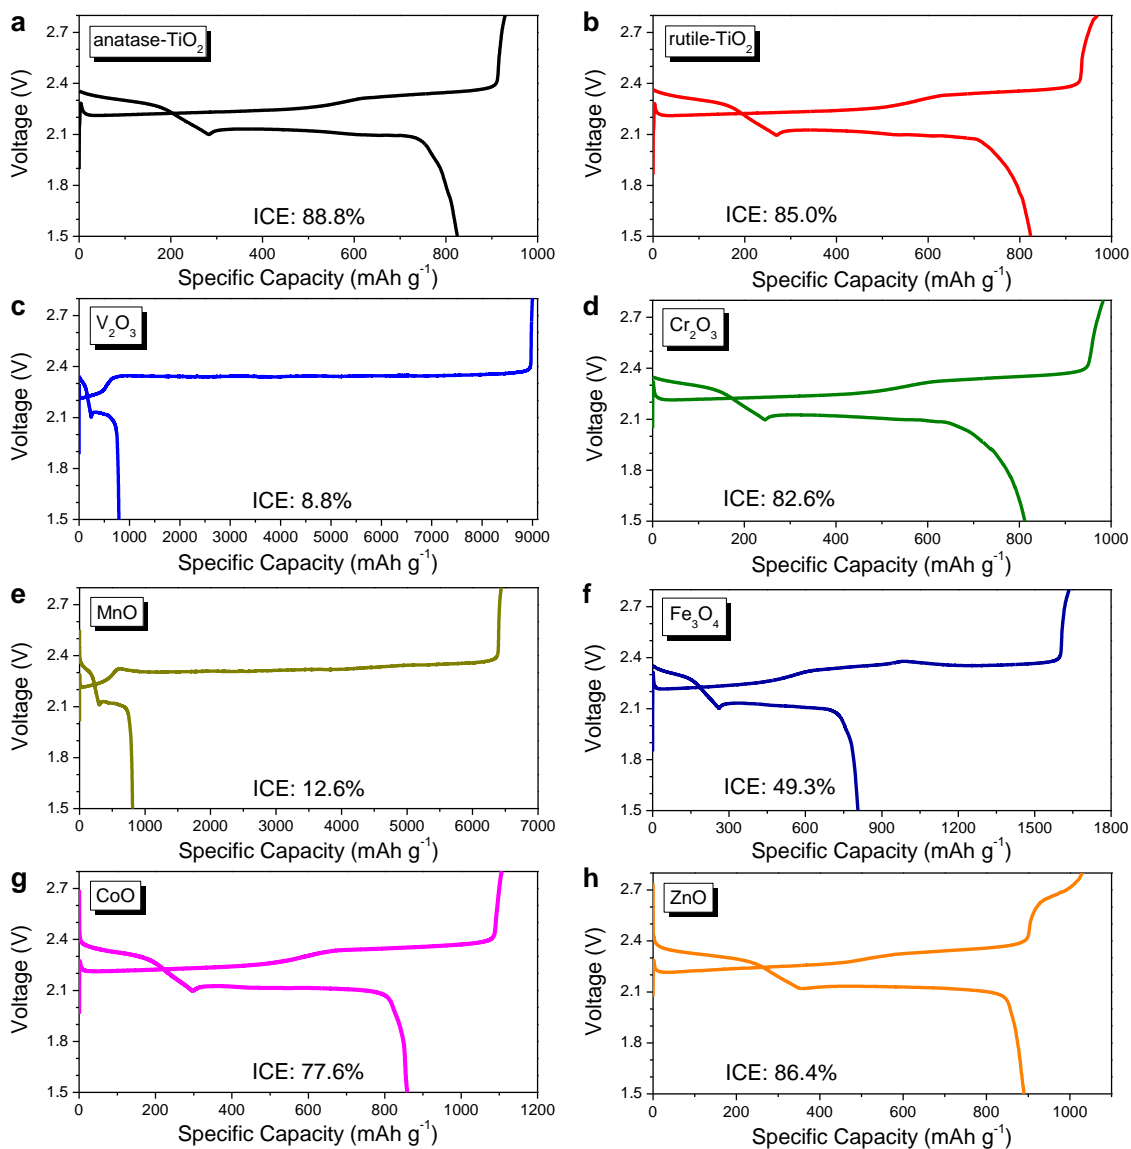 a
anatase-TiO2
2.7
2.4
2.1
1.8
1.5
Voltage (V)
ICE: 88.8%
0 200 400 600 800 1000
Specific Capacity (mAh g-1)
b
rutile-TiO2
2.7
2.4
2.1
1.8
1.5
Voltage (V)
ICE: 85.0%
0 200 400 600 800 1000
Specific Capacity (mAh g-1)
c
V2O3
2.7
2.4
2.1
1.8
1.5
Voltage (V)
ICE: 8.8%
0 1000 2000 3000 4000 5000 6000 7000 8000 9000
Specific Capacity (mAh g-1)
d
Cr2O3
2.7
2.4
2.1
1.8
1.5
Voltage (V)
ICE: 82.6%
0 200 400 600 800 1000
Specific Capacity (mAh g-1)
e
MnO
2.7
2.4
2.1
1.8
1.5
Voltage (V)
ICE: 12.6%
0 1000 2000 3000 4000 5000 6000 7000
Specific Capacity (mAh g-1)
f
Fe3O4
2.7
2.4
2.1
1.8
1.5
Voltage (V)
ICE: 49.3%
0 300 600 900 1200 1500 1800
Specific Capacity (mAh g-1)
g
CoO
2.7
2.4
2.1
1.8
1.5
Voltage (V)
ICE: 77.6%
0 200 400 600 800 1000 1200
Specific Capacity (mAh g-1)
h
ZnO
2.7
2.4
2.1
1.8
1.5
Voltage (V)
ICE: 86.4%
0 200 400 600 800 1000
Specific Capacity (mAh g-1)